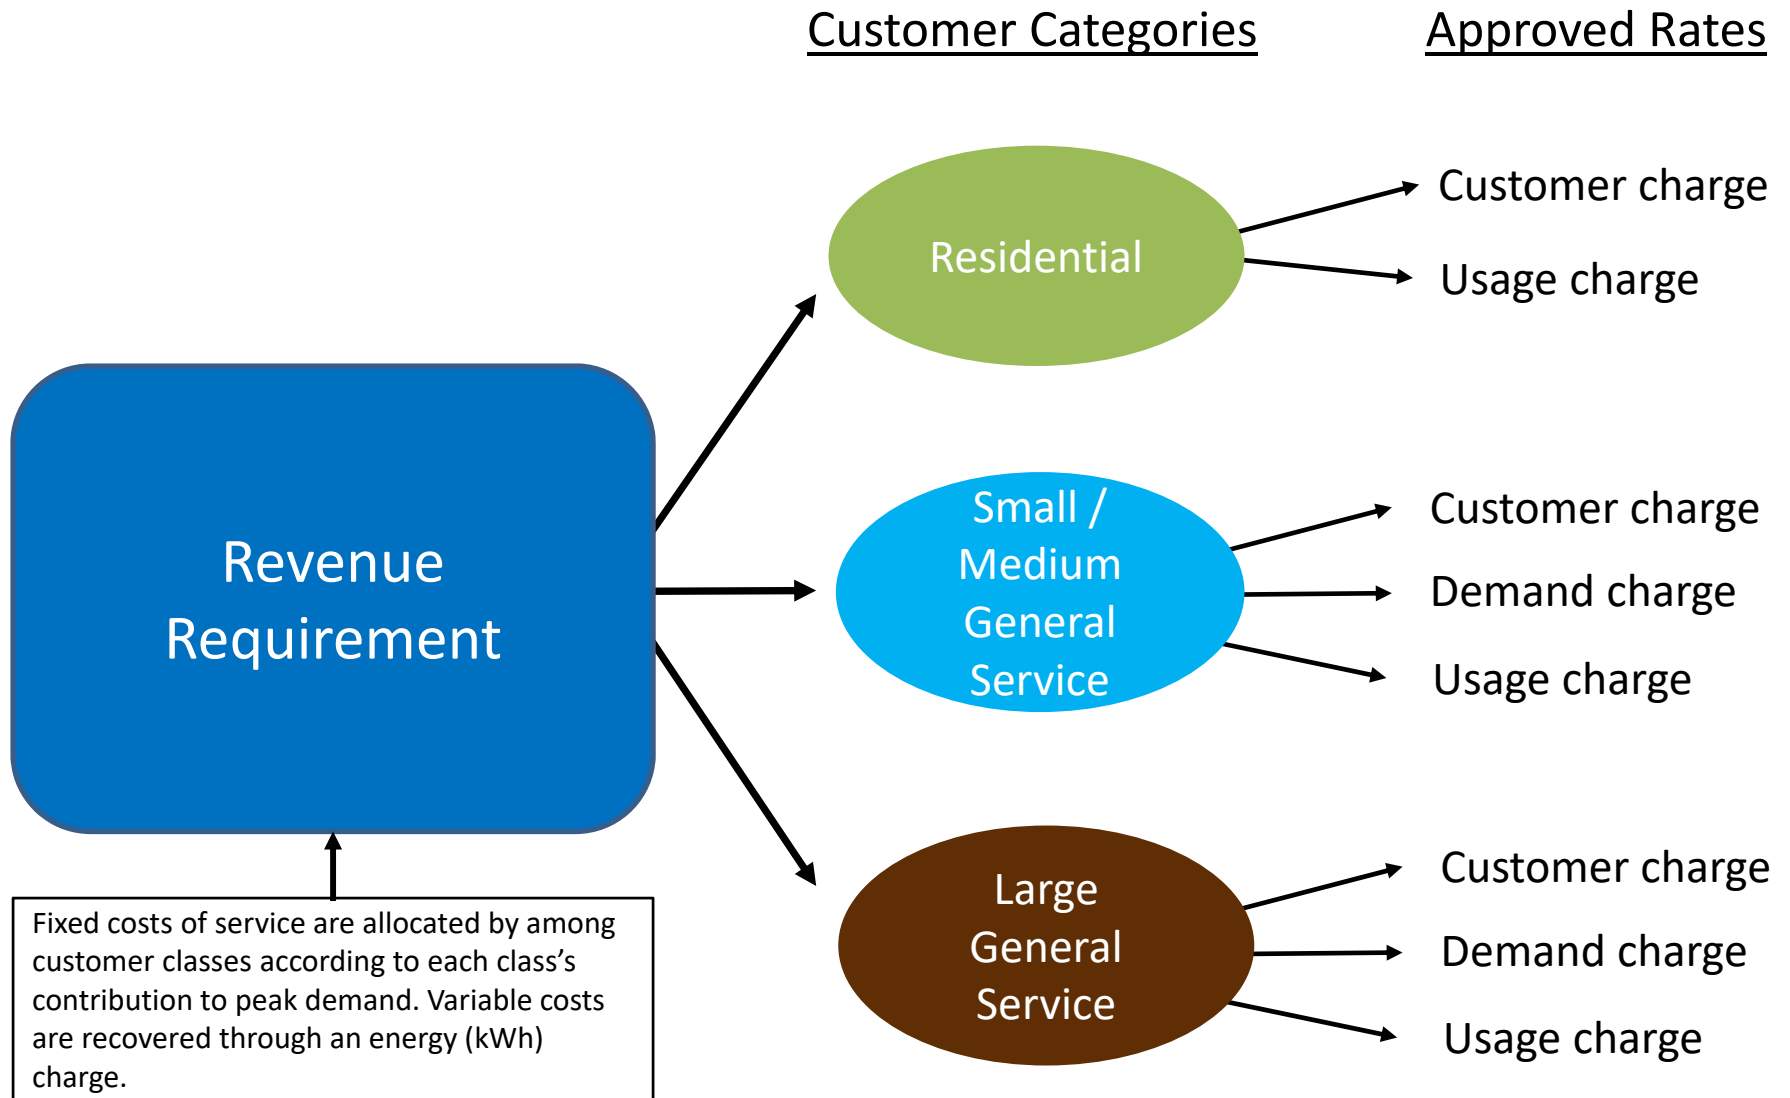 Customer Categories
Approved Rates
Residential
Customer charge
Usage charge
Revenue
Requirement
Small /
Medium
General
Service
Customer charge
Demand charge
Usage charge
Large
General
Service
Customer charge
Demand charge
Usage charge
Fixed costs of service are allocated by among
customer classes according to each class’s
contribution to peak demand. Variable costs
are recovered through an energy (kWh)
charge.